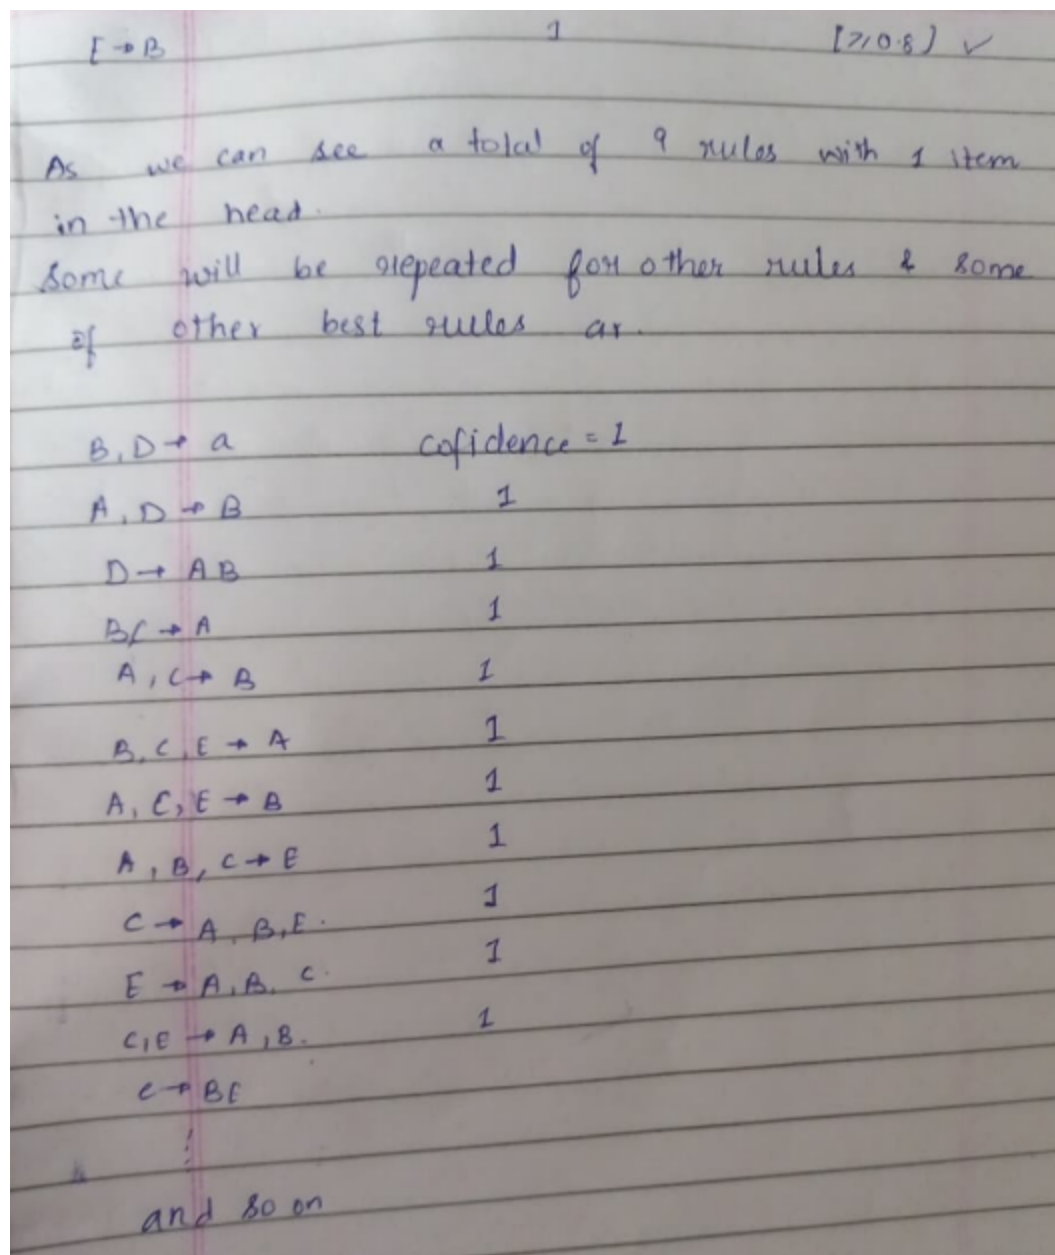 E → B 1 [≥0.8] ✓
As we can see a total of 9 rules with 1 item
in the head.
Some will be repeated for other rules & some
of other best rules ar.
B, D → a cofidence = 1
A, D → B 1
D → AB 1
BC → A 1
A, C → B 1
B, C, E → A 1
A, C, E → B 1
A, B, C → E 1
C → A, B, E. 1
E → A, B, C. 1
C, E → A, B. 1
C → BE
⋮
and so on